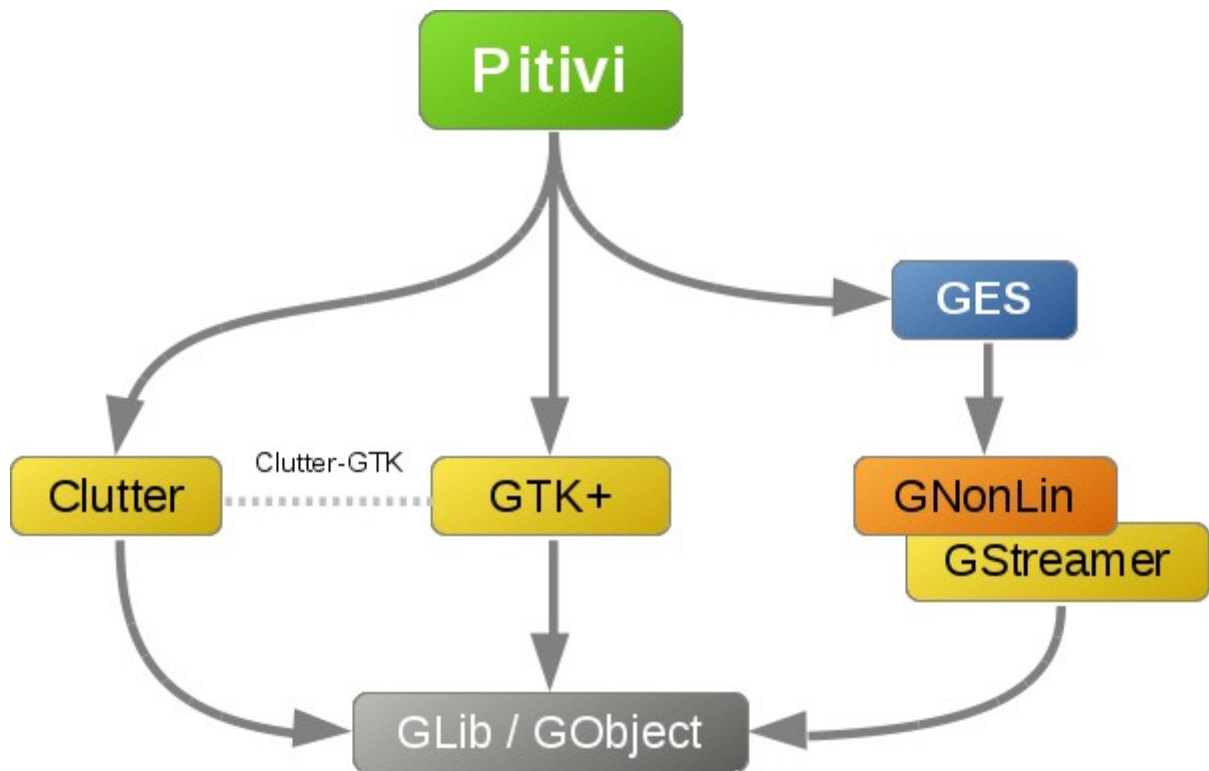 Pitivi
GES
Clutter-GTK
Clutter
GTK+
GNonLin
GStreamer
GLib / GObject